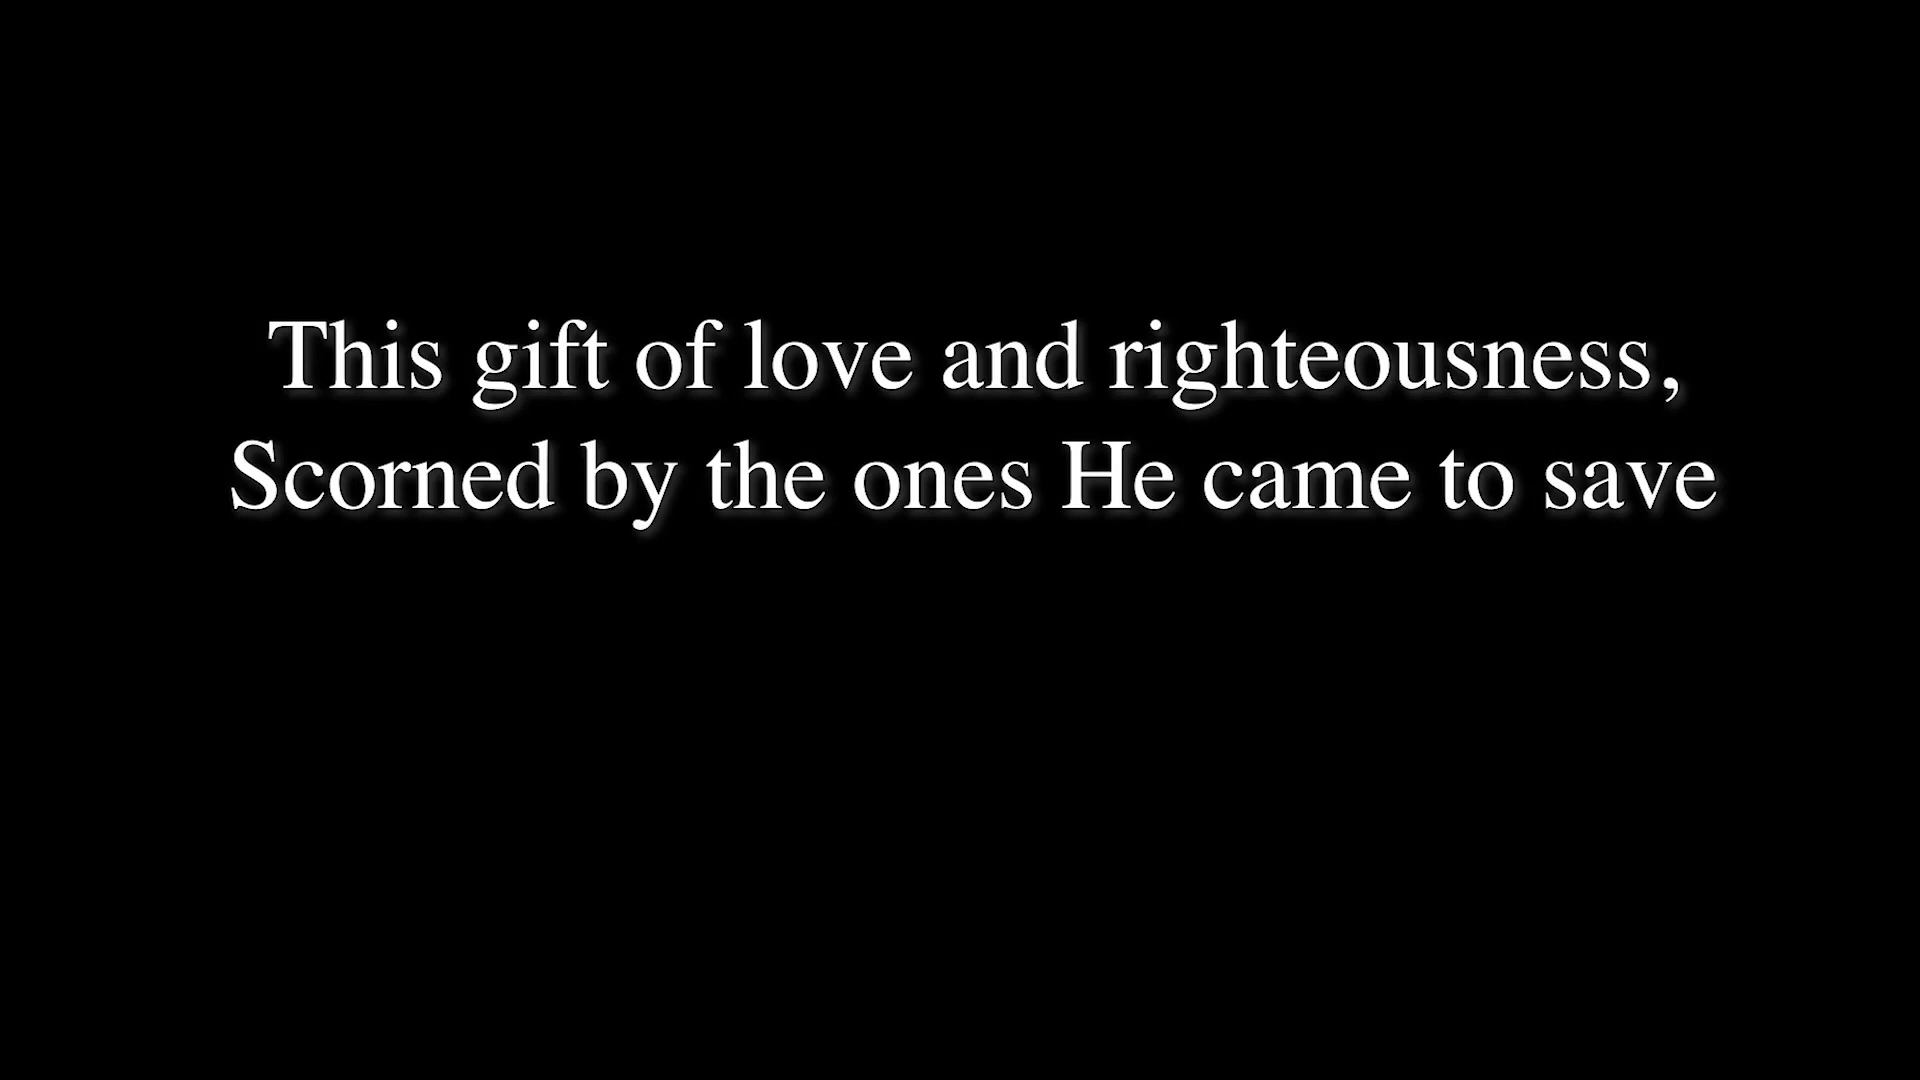 This gift of love and righteousness,
Scorned by the ones He came to save